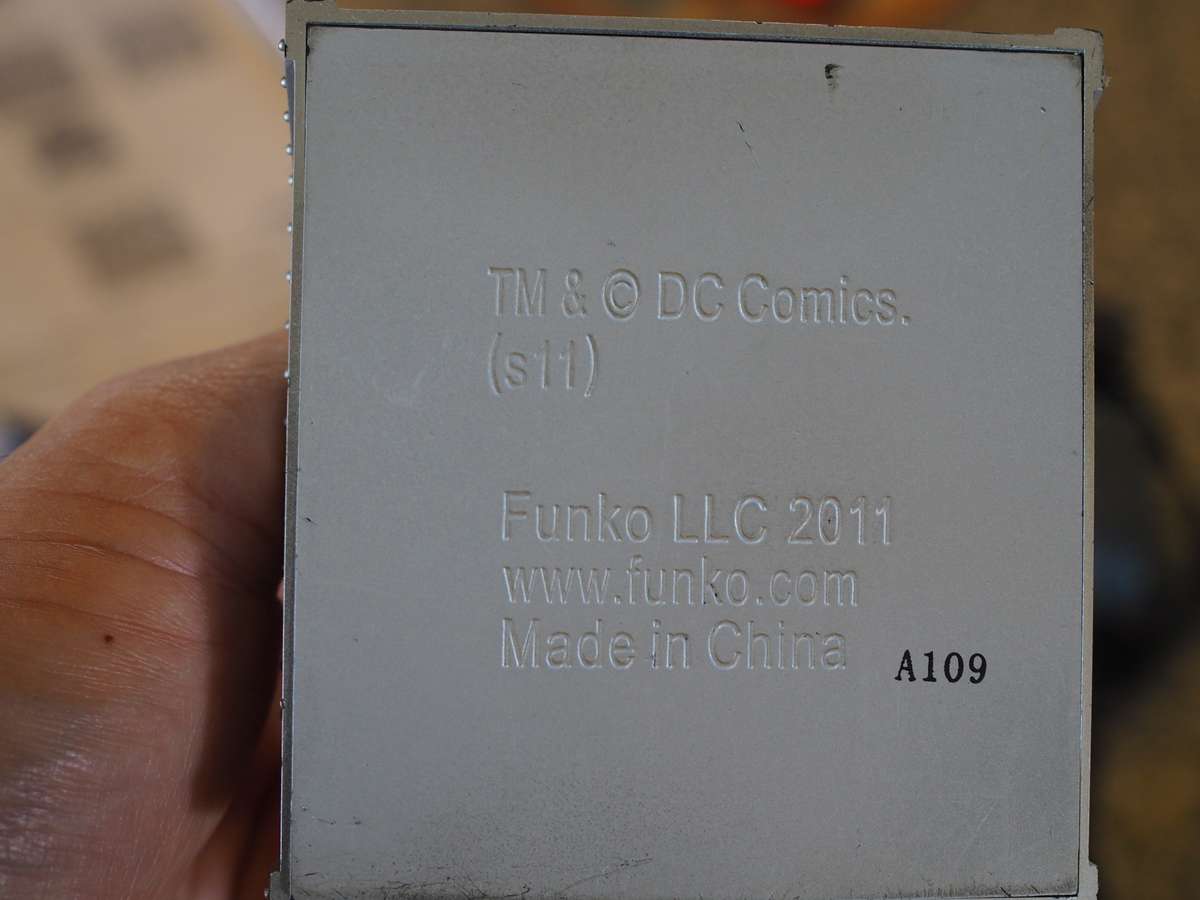 TM & © DC Comics.
(s11)
Funko LLC 2011
www.funko.com
Made in China
A109